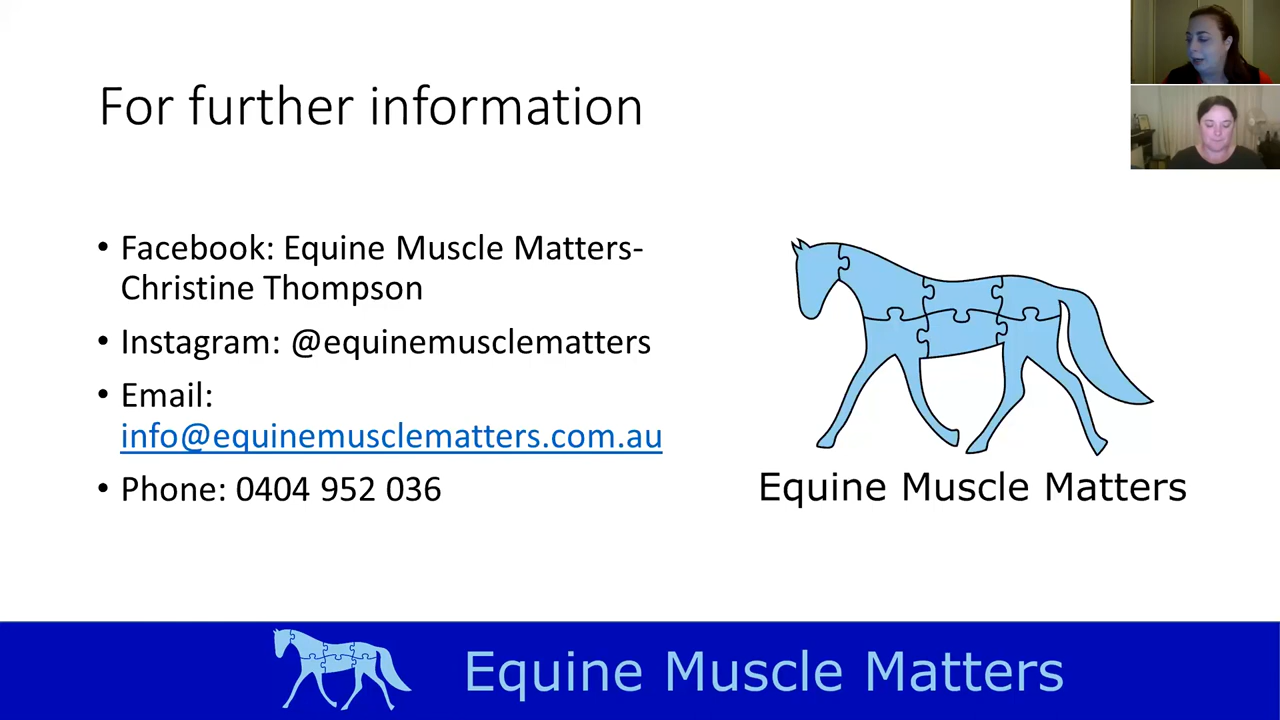 For further information
• Facebook: Equine Muscle Matters-
Christine Thompson
• Instagram: @equinemusclematters
• Email:
info@equinemusclematters.com.au
• Phone: 0404 952 036
Equine Muscle Matters
Equine Muscle Matters